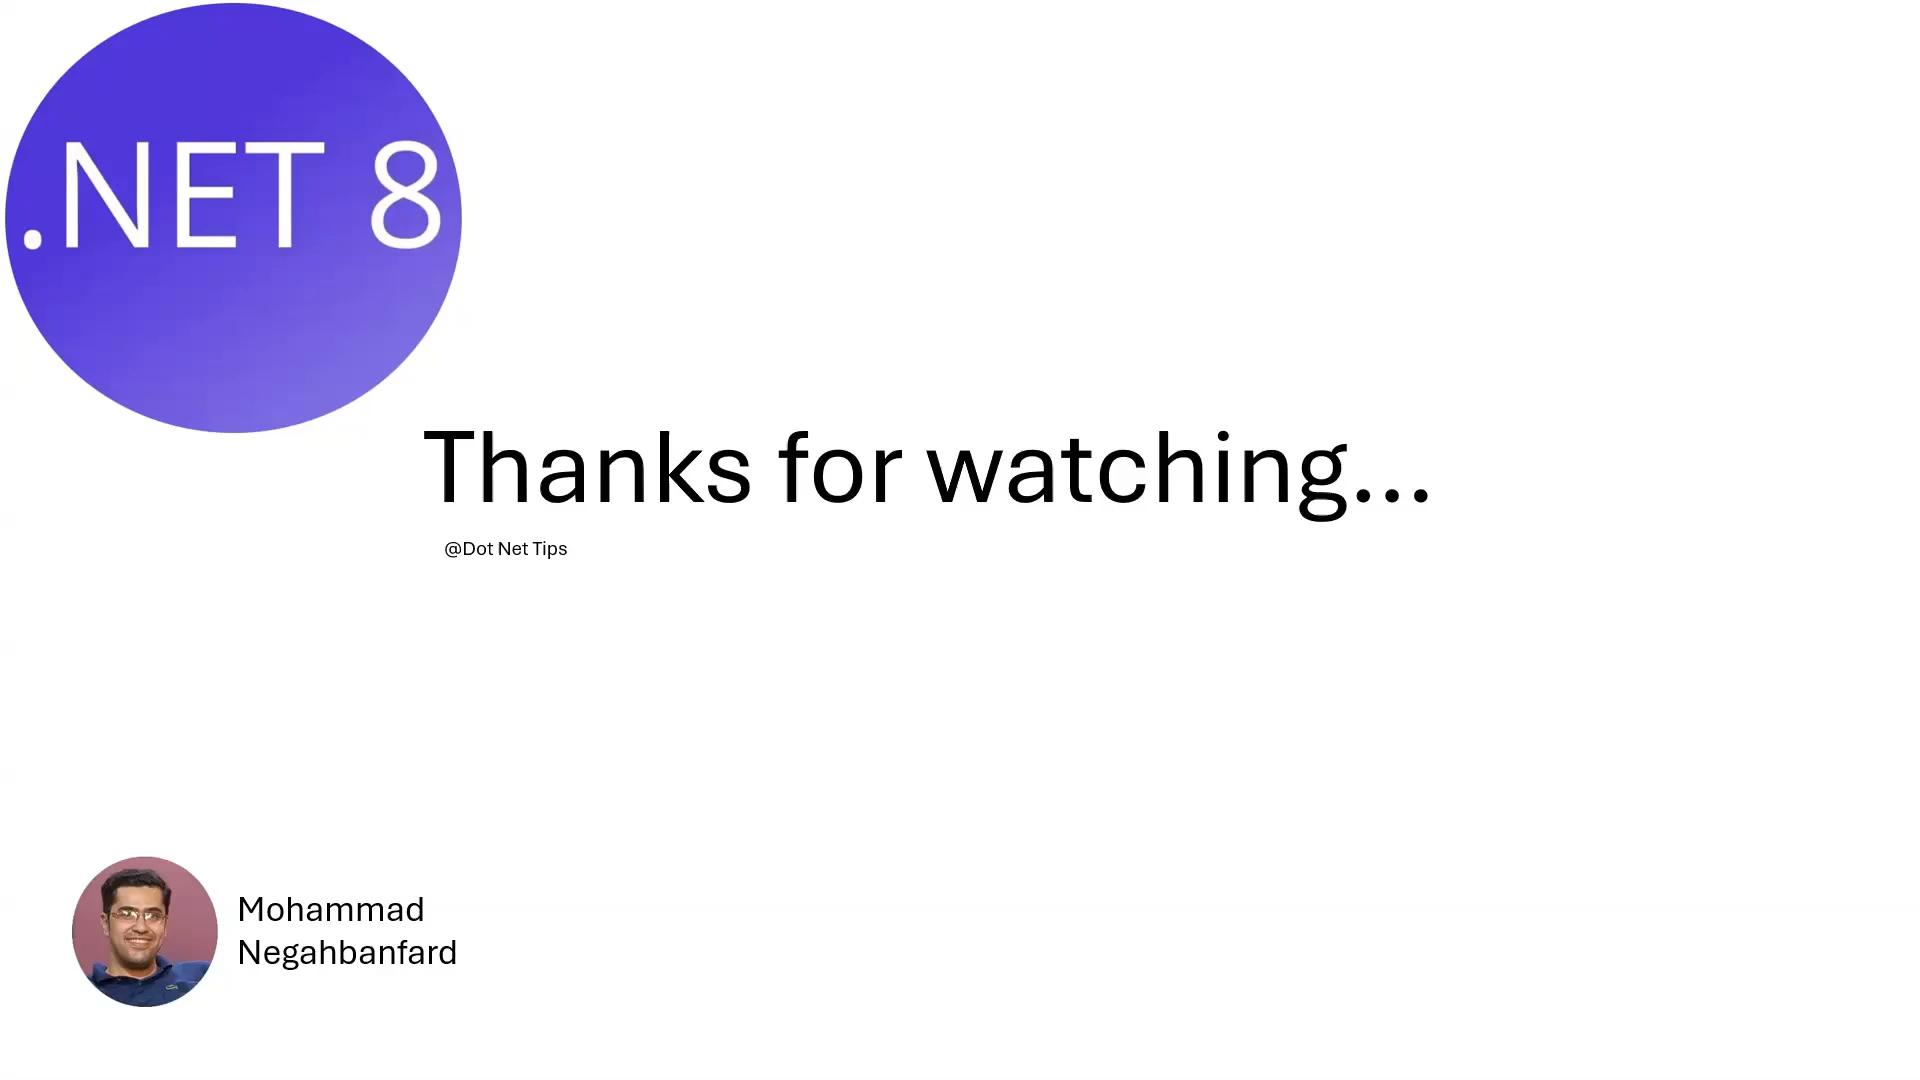 .NET 8
Thanks for watching...
@Dot Net Tips
Mohammad
Negahbanfard